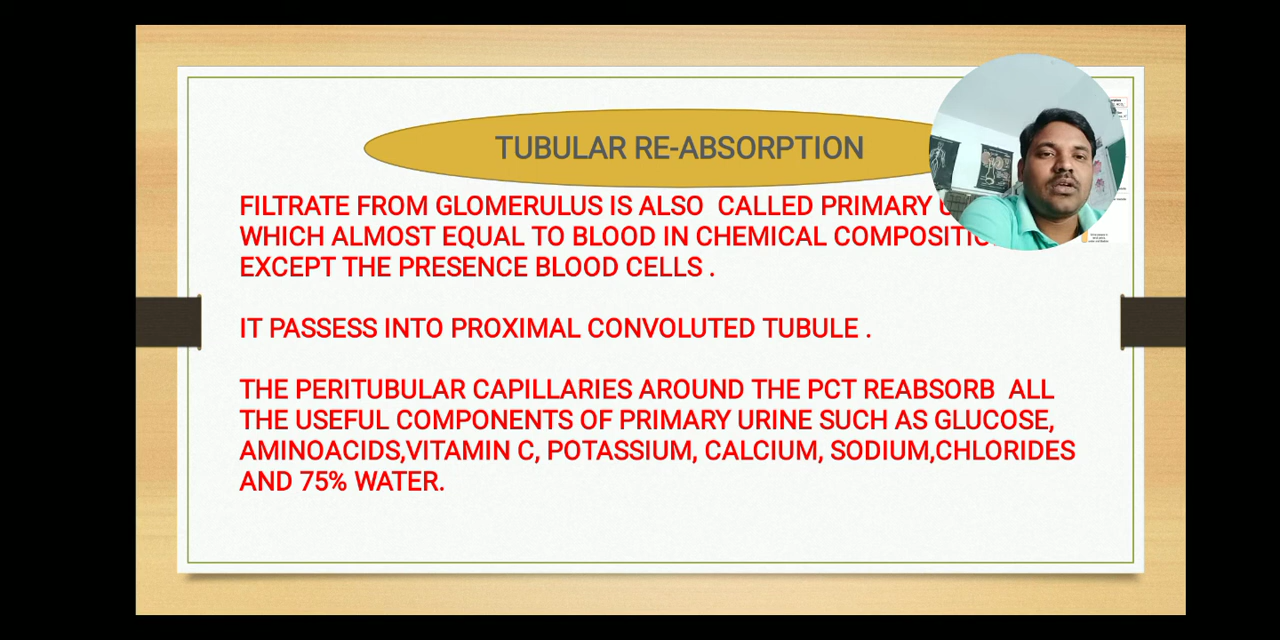 TUBULAR RE-ABSORPTION
FILTRATE FROM GLOMERULUS IS ALSO CALLED PRIMARY
WHICH ALMOST EQUAL TO BLOOD IN CHEMICAL
EXCEPT THE PRESENCE BLOOD CELLS .
IT PASSESS INTO PROXIMAL CONVOLUTED TUBULE .
THE PERITUBULAR CAPILLARIES AROUND THE PCT REABSORB ALL
THE USEFUL COMPONENTS OF PRIMARY URINE SUCH AS GLUCOSE,
AMINOACIDS,VITAMIN C, POTASSIUM, CALCIUM, SODIUM,CHLORIDES
AND 75% WATER.